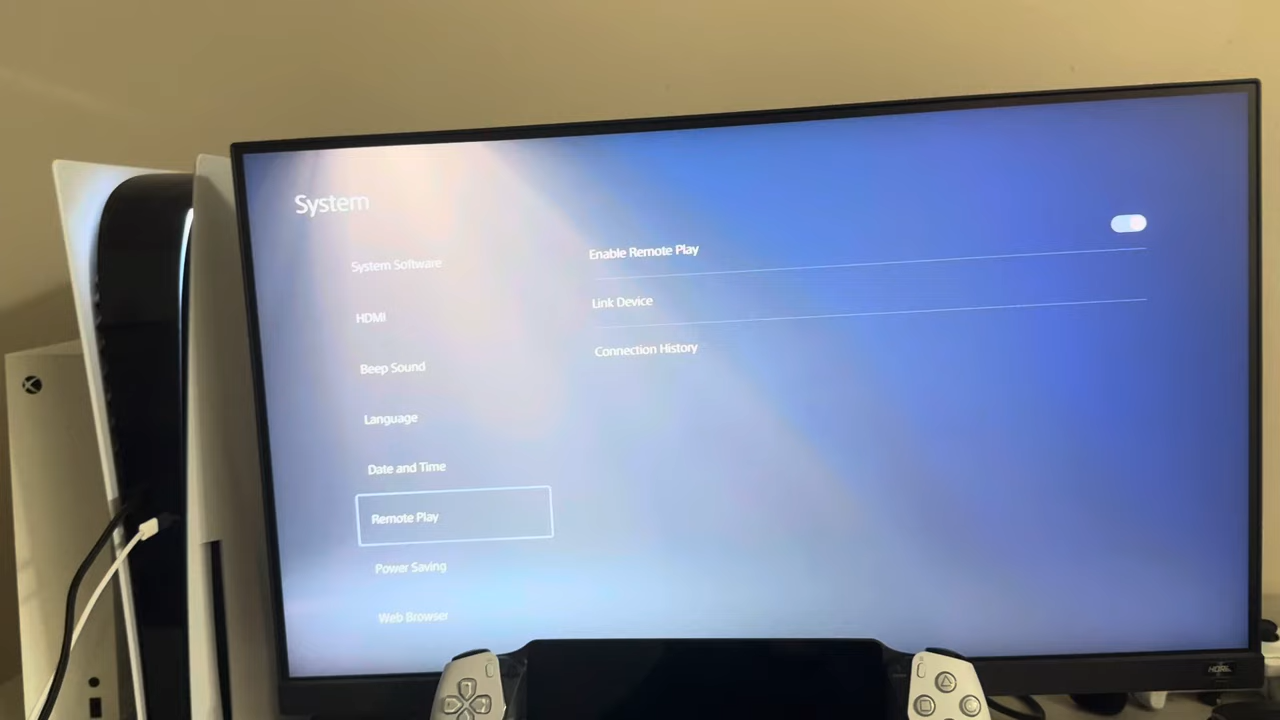 System
System Software
HDMI
Beep Sound
Language
Date and Time
Remote Play
Power Saving
Web Browser
Enable Remote Play
Link Device
Connection History